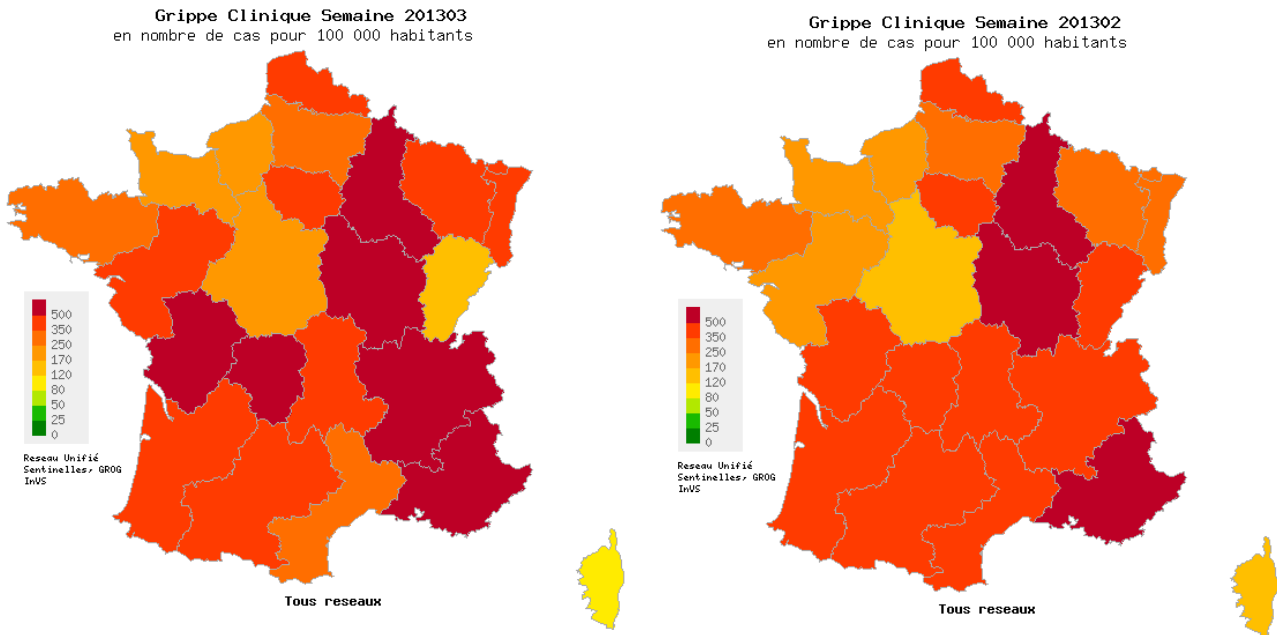 Grippe Clinique Semaine 201303
en nombre de cas pour 100 000 habitants
500
350
250
170
120
80
50
25
0
Reseau Unifié
Sentinelles, GROG
InVS
Tous reseaux
Grippe Clinique Semaine 201302
en nombre de cas pour 100 000 habitants
500
350
250
170
120
80
50
25
0
Reseau Unifié
Sentinelles, GROG
InVS
Tous reseaux